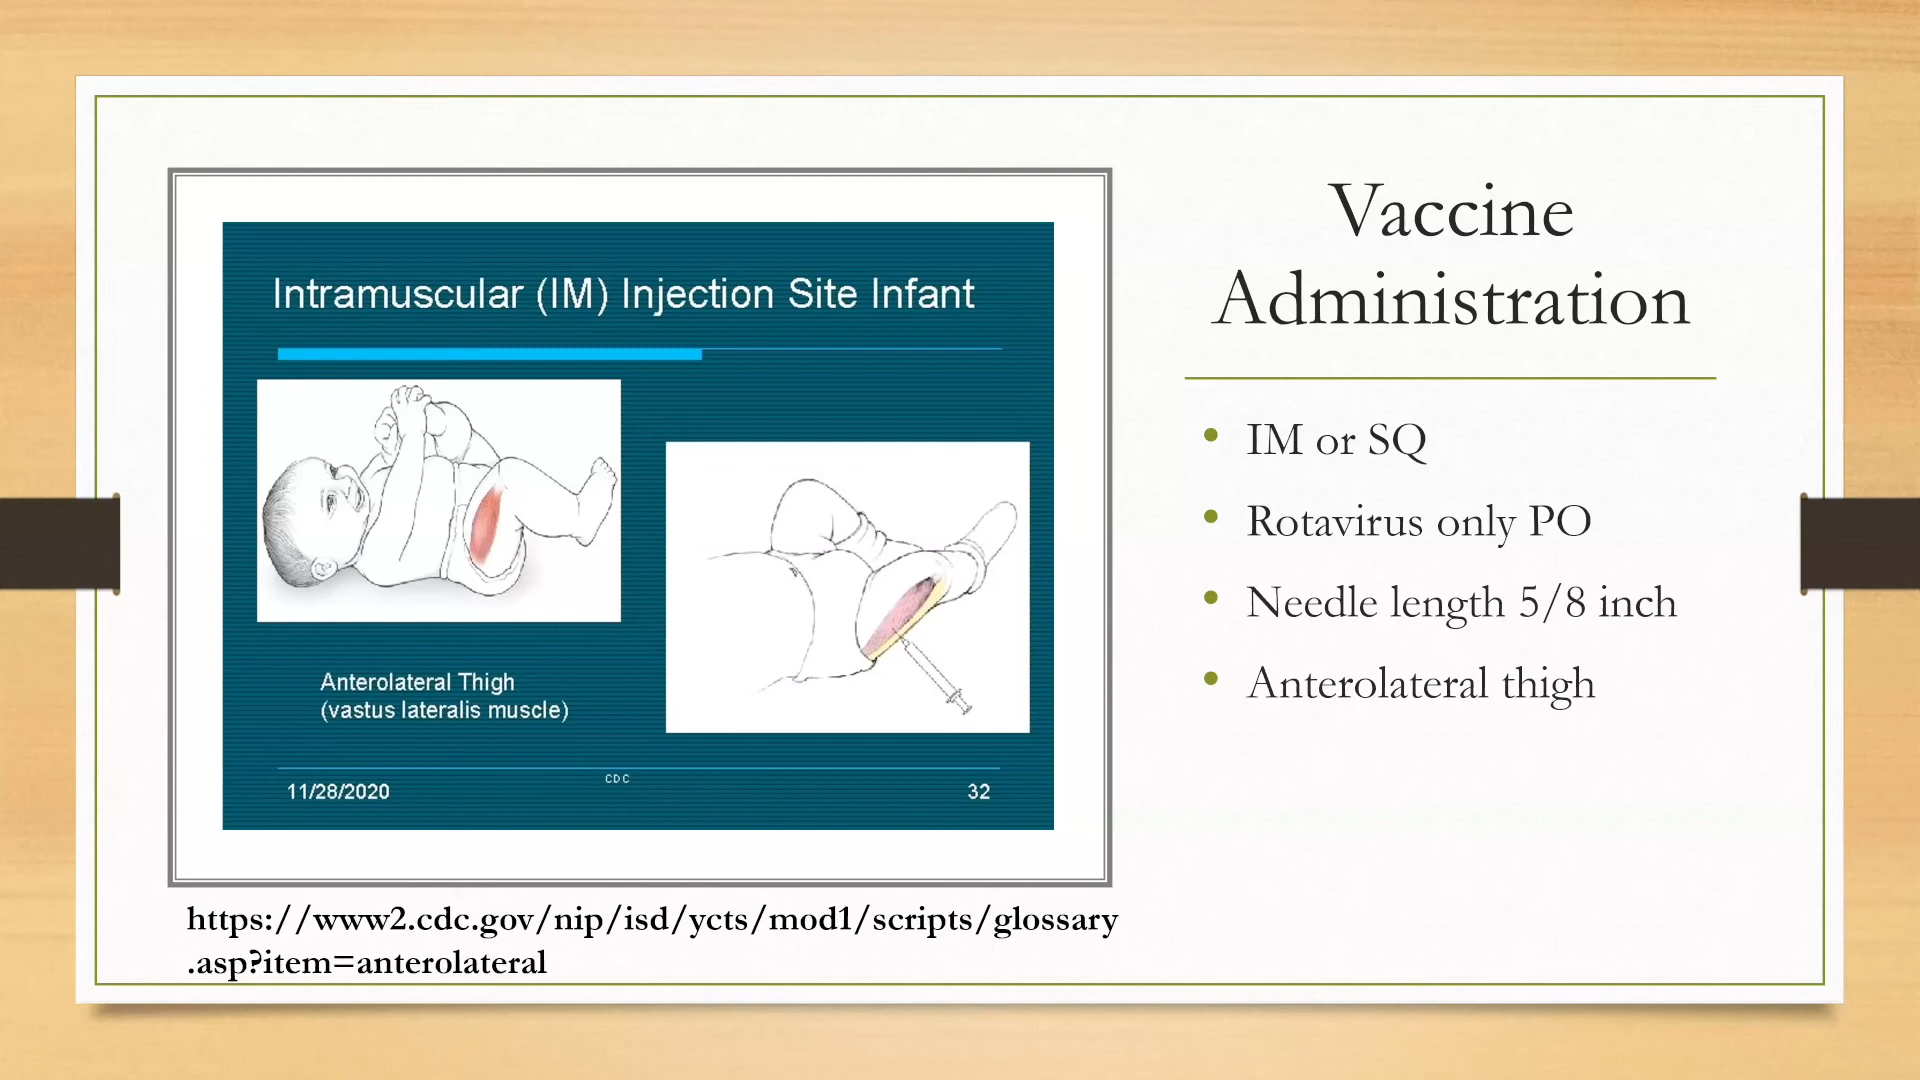 Intramuscular (IM) Injection Site Infant
Anterolateral Thigh
(vastus lateralis muscle)
11/28/2020
CDC
32
https://www2.cdc.gov/nip/isd/ycts/mod1/scripts/glossary
.asp?item=anterolateral
Vaccine
Administration
• IM or SQ
• Rotavirus only PO
• Needle length 5/8 inch
• Anterolateral thigh